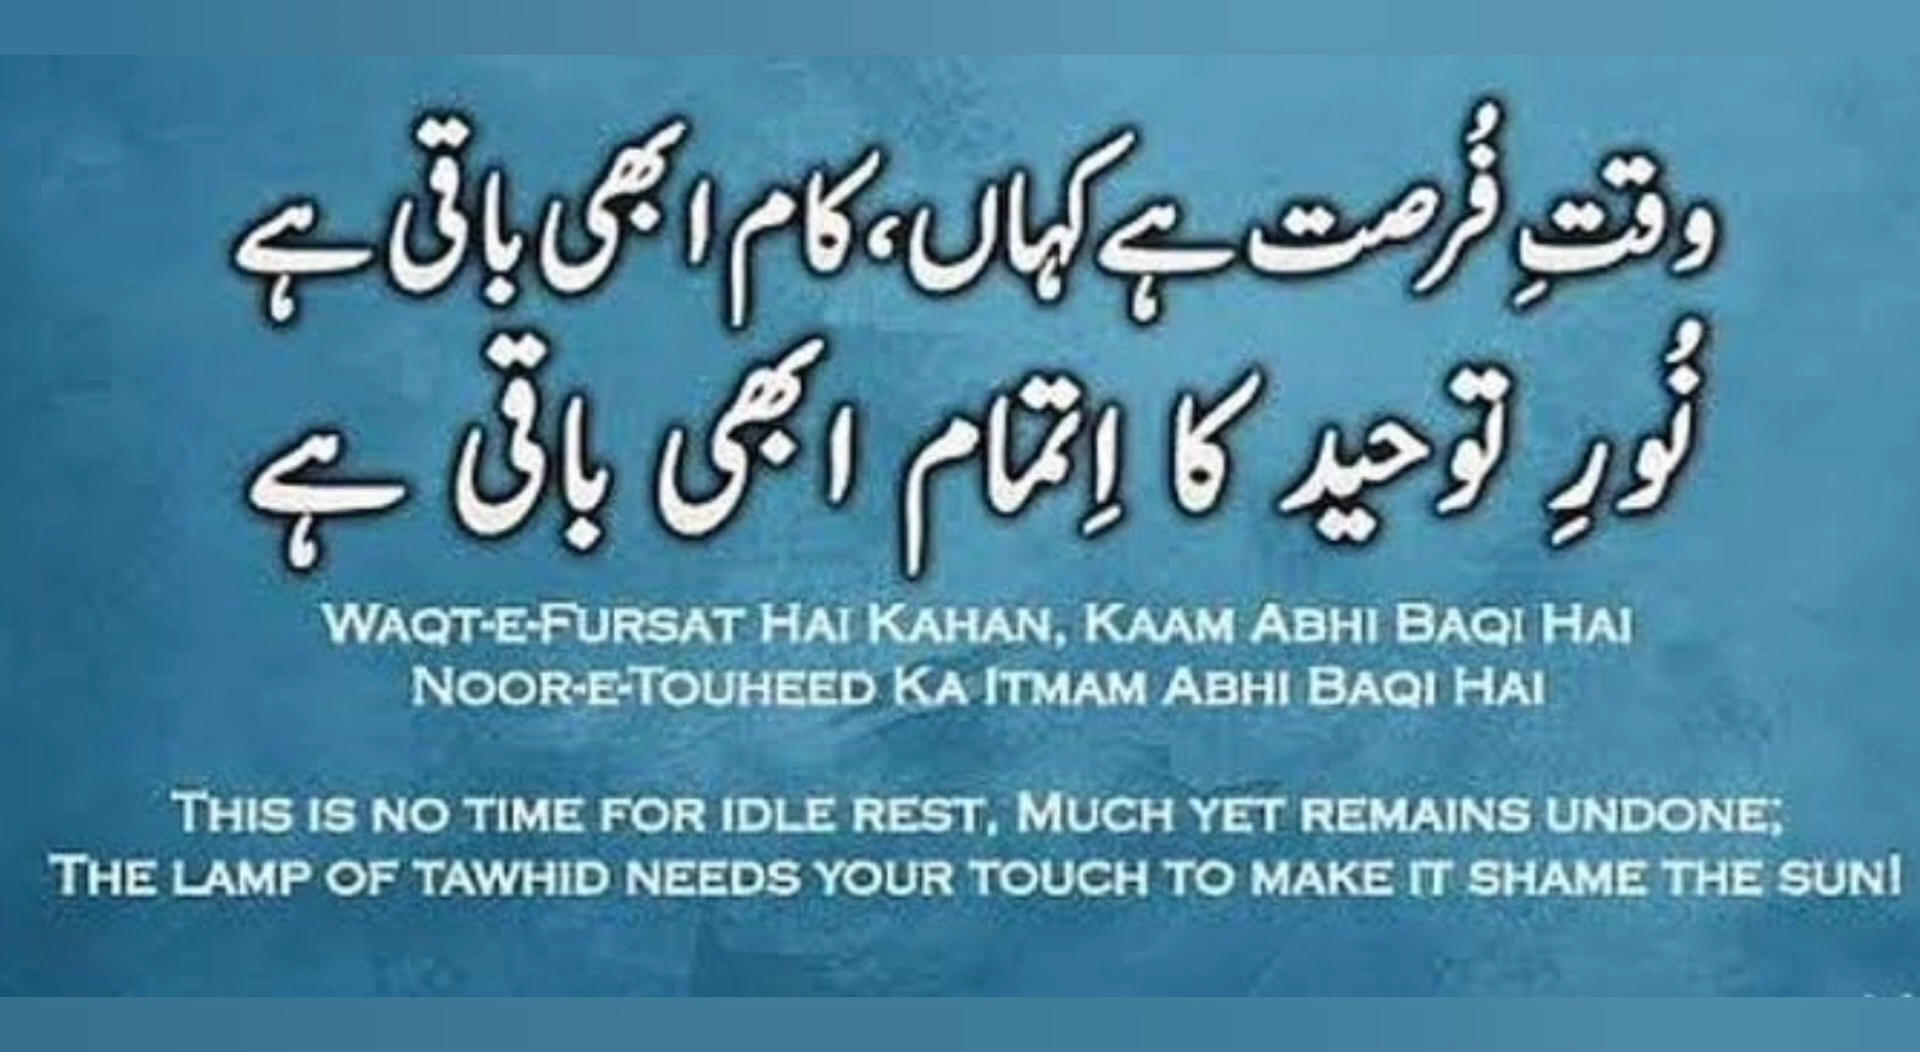 وقتِ فُرصت ہے کہاں، کام ابھی باقی ہے
نُورِ توحید کا اِتمام ابھی باقی ہے
WAQT-E-FURSAT HAI KAHAN, KAAM ABHI BAQI HAI
NOOR-E-TOUHEED KA ITMAM ABHI BAQI HAI
THIS IS NO TIME FOR IDLE REST, MUCH YET REMAINS UNDONE;
THE LAMP OF TAWHID NEEDS YOUR TOUCH TO MAKE IT SHAME THE SUN!